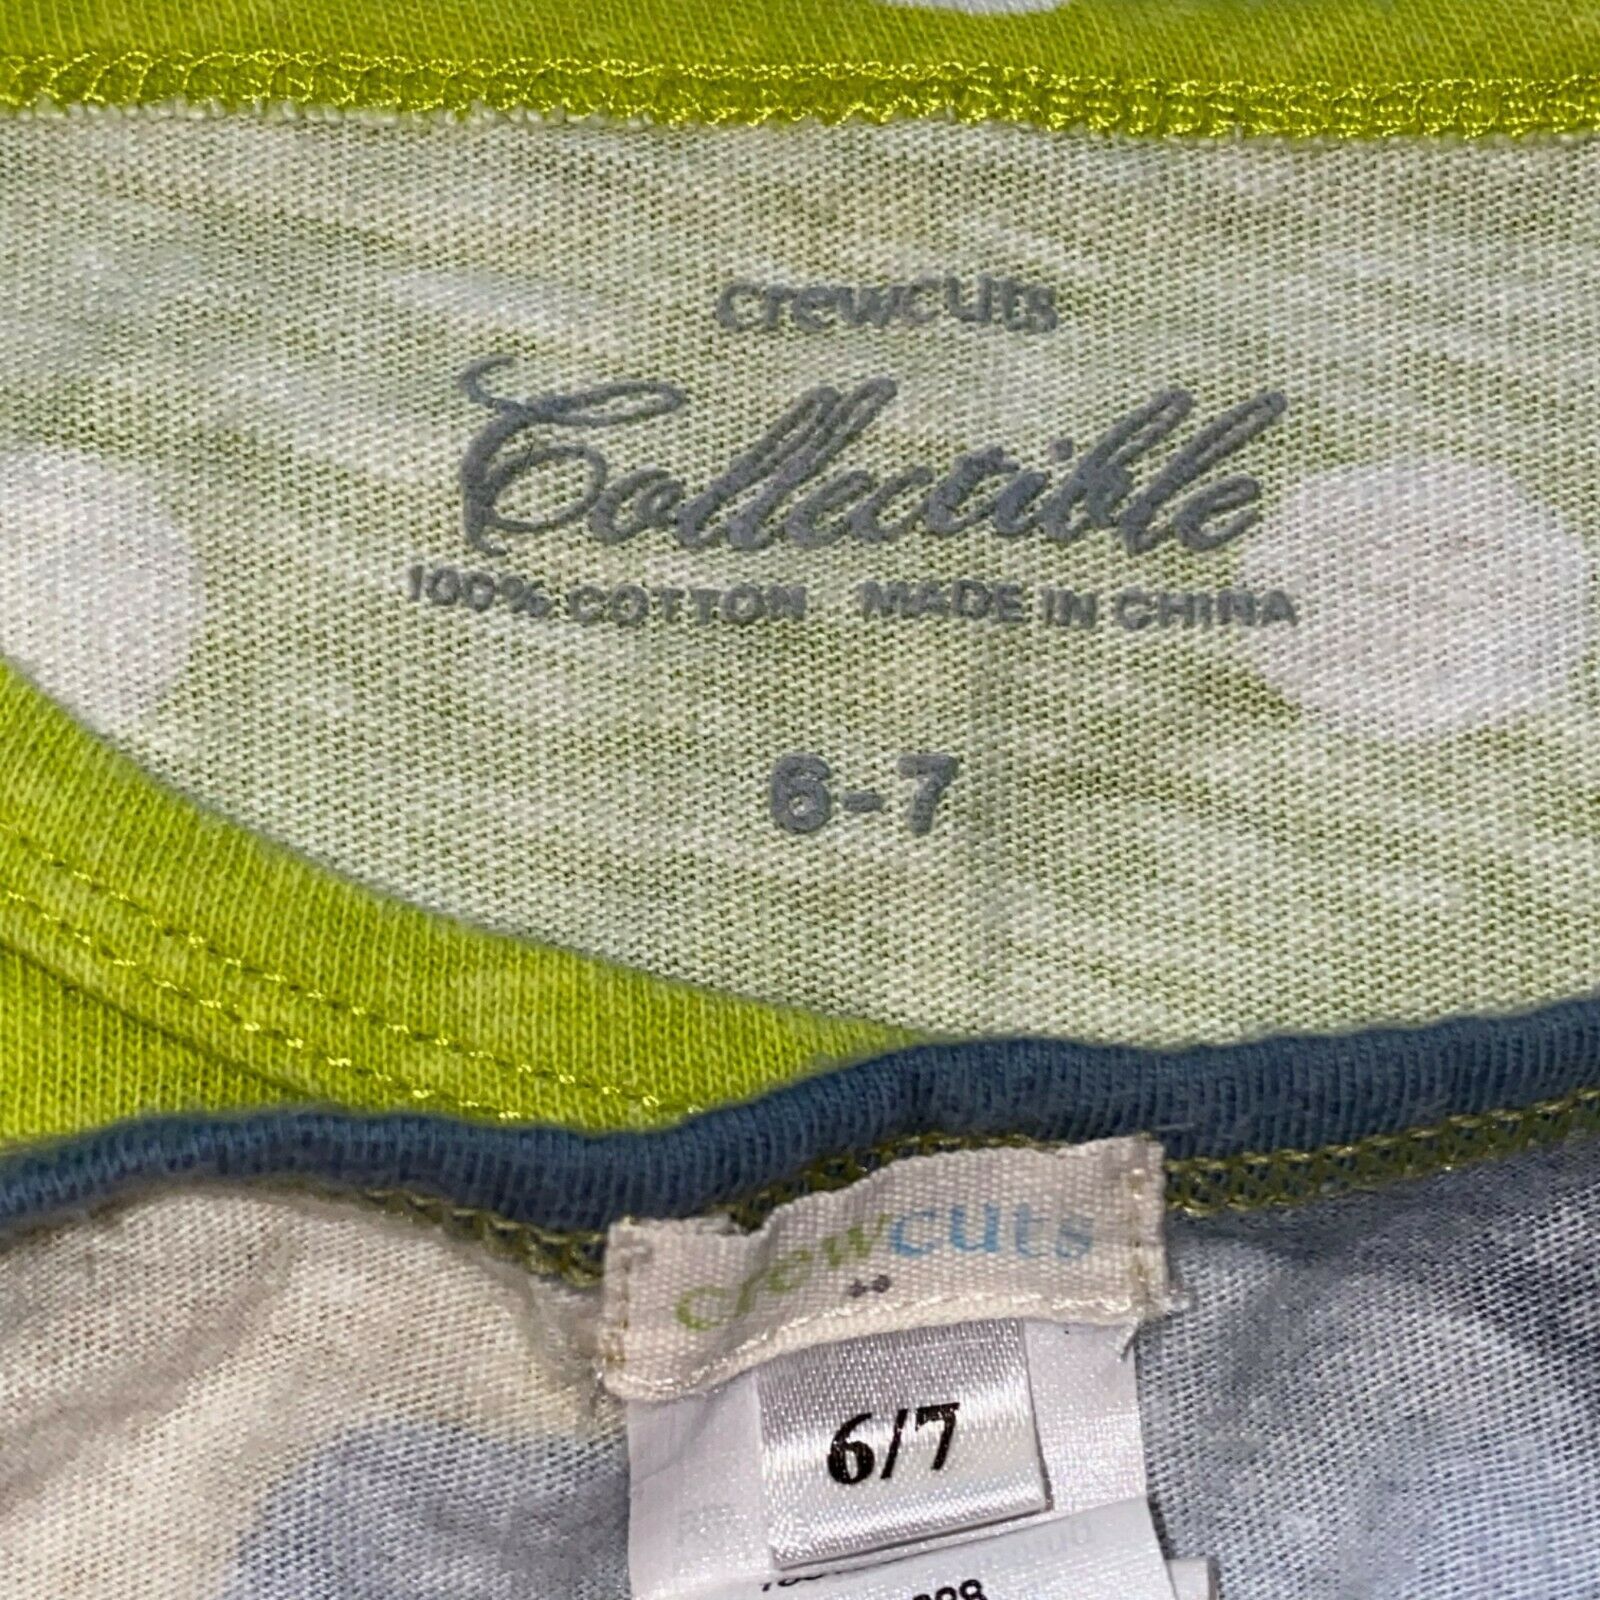 crewcuts
Collectible
100% COTTON MADE IN CHINA
6-7
crewcuts
6/7